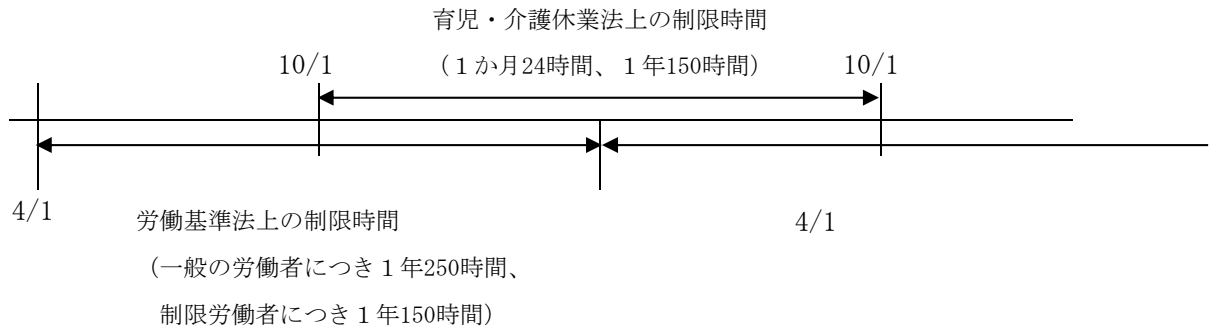 育児・介護休業法上の制限時間
10/1 （１か月24時間、１年150時間） 10/1
4/1 労働基準法上の制限時間 4/1
（一般の労働者につき１年250時間、
制限労働者につき１年150時間）